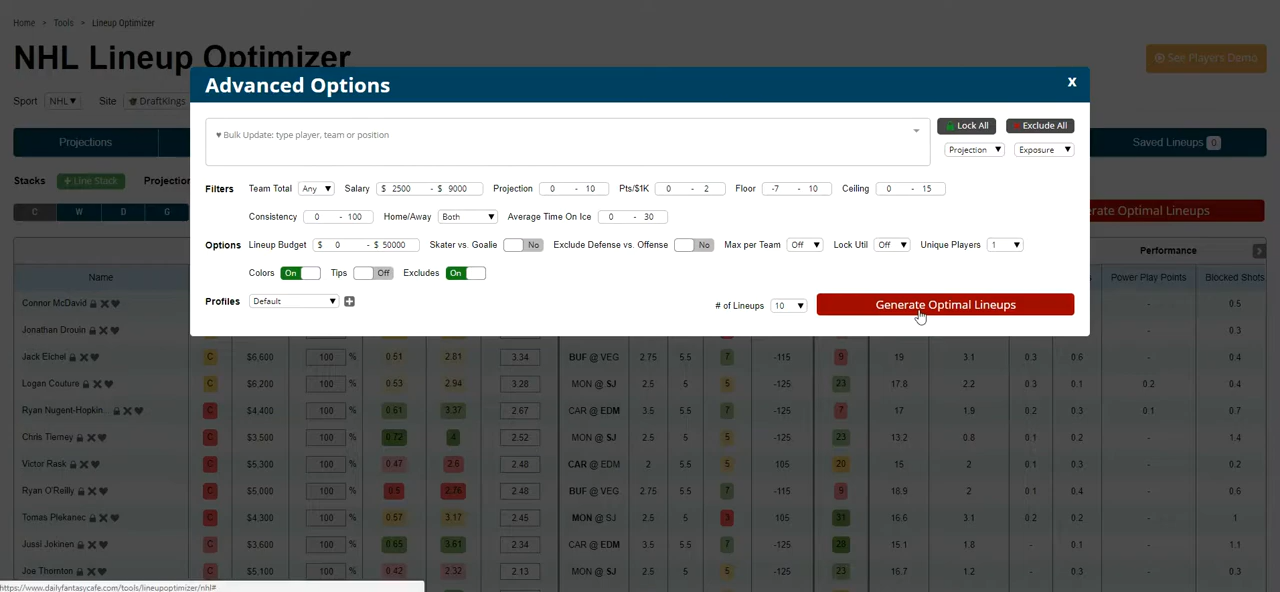 Home › Tools › Lineup Optimizer
NHL Lineup Optimizer
See Players Demo
Sport NHL▼ Site DraftKings
Projections
Saved Lineups 0
Stacks +Line Stack Projection
C W D G
Generate Optimal Lineups
Advanced Options X
♥ Bulk Update: type player, team or position
Lock All Exclude All
Projection ▼ Exposure ▼
Filters Team Total Any ▼ Salary $ 2500 - $ 9000 Projection 0 - 10 Pts/$1K 0 - 2 Floor -7 - 10 Ceiling 0 - 15
Consistency 0 - 100 Home/Away Both ▼ Average Time On Ice 0 - 30
Options Lineup Budget $ 0 - $ 50000 Skater vs. Goalie No Exclude Defense vs. Offense No Max per Team Off ▼ Lock Util Off ▼ Unique Players 1 ▼
Colors On Tips Off Excludes On
Profiles Default ▼ +
# of Lineups 10 ▼ Generate Optimal Lineups
Performance
Name Power Play Points Blocked Shots
Connor McDavid - 0.5
Jonathan Drouin - 0.3
Jack Eichel C $6,600 100 % 0.51 2.81 3.34 BUF @ VEG 2.75 5.5 7 -115 9 19 3.1 0.3 0.6 - 0.4
Logan Couture C $6,200 100 % 0.53 2.94 3.28 MON @ SJ 2.5 5 5 -125 23 17.8 2.2 0.3 0.1 0.2 0.4
Ryan Nugent-Hopkin.. C $4,400 100 % 0.61 3.37 2.67 CAR @ EDM 3.5 5.5 7 -125 7 17 1.9 0.2 0.3 0.1 0.7
Chris Tierney C $3,500 100 % 0.72 4 2.52 MON @ SJ 2.5 5 5 -125 23 13.2 0.8 0.1 0.2 - 1.4
Victor Rask C $5,300 100 % 0.47 2.6 2.48 CAR @ EDM 2 5.5 5 105 20 15 2 0.1 0.3 - 0.2
Ryan O'Reilly C $5,000 100 % 0.5 2.76 2.48 BUF @ VEG 2.75 5.5 7 -115 9 18.9 2 0.1 0.4 - 0.6
Tomas Plekanec C $4,300 100 % 0.57 3.17 2.45 MON @ SJ 2.5 5 3 105 31 16.6 3.1 0.2 0.2 - 1
Jussi Jokinen C $3,600 100 % 0.65 3.61 2.34 CAR @ EDM 3.5 5.5 7 -125 28 15.1 1.8 - 0.1 - 1.1
Joe Thornton C $5,100 100 % 0.42 2.32 2.13 MON @ SJ 2.5 5 5 -125 23 16.7 1.2 - 0.3 - 0.3
https://www.dailyfantasycafe.com/tools/lineupoptimizer/nhl#